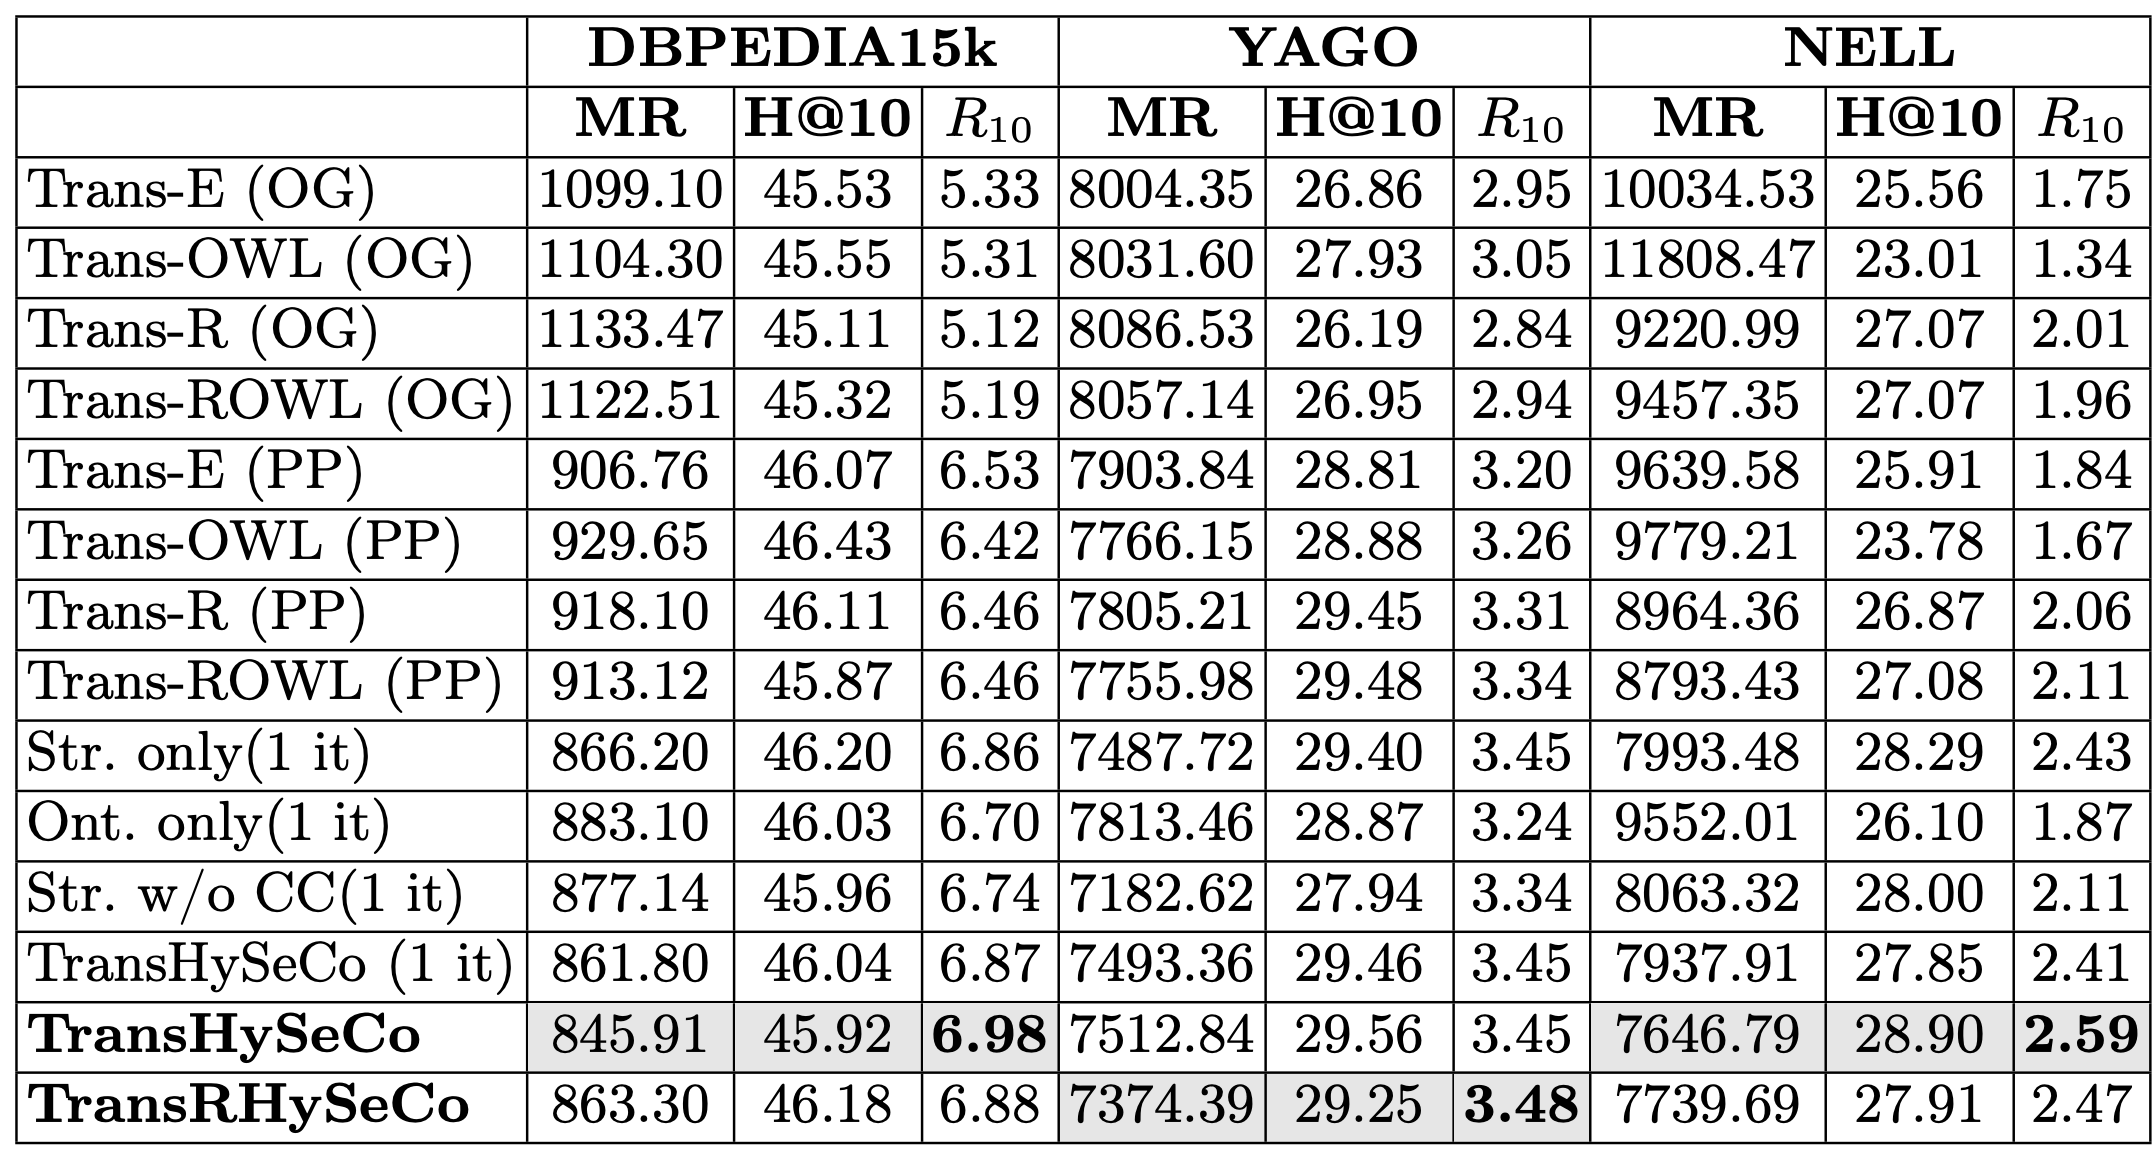 DBPEDIA15k YAGO NELL
MR H@10 R10 MR H@10 R10 MR H@10 R10
Trans-E (OG) 1099.10 45.53 5.33 8004.35 26.86 2.95 10034.53 25.56 1.75
Trans-OWL (OG) 1104.30 45.55 5.31 8031.60 27.93 3.05 11808.47 23.01 1.34
Trans-R (OG) 1133.47 45.11 5.12 8086.53 26.19 2.84 9220.99 27.07 2.01
Trans-ROWL (OG) 1122.51 45.32 5.19 8057.14 26.95 2.94 9457.35 27.07 1.96
Trans-E (PP) 906.76 46.07 6.53 7903.84 28.81 3.20 9639.58 25.91 1.84
Trans-OWL (PP) 929.65 46.43 6.42 7766.15 28.88 3.26 9779.21 23.78 1.67
Trans-R (PP) 918.10 46.11 6.46 7805.21 29.45 3.31 8964.36 26.87 2.06
Trans-ROWL (PP) 913.12 45.87 6.46 7755.98 29.48 3.34 8793.43 27.08 2.11
Str. only(1 it) 866.20 46.20 6.86 7487.72 29.40 3.45 7993.48 28.29 2.43
Ont. only(1 it) 883.10 46.03 6.70 7813.46 28.87 3.24 9552.01 26.10 1.87
Str. w/o CC(1 it) 877.14 45.96 6.74 7182.62 27.94 3.34 8063.32 28.00 2.11
TransHySeCo (1 it) 861.80 46.04 6.87 7493.36 29.46 3.45 7937.91 27.85 2.41
TransHySeCo 845.91 45.92 6.98 7512.84 29.56 3.45 7646.79 28.90 2.59
TransRHySeCo 863.30 46.18 6.88 7374.39 29.25 3.48 7739.69 27.91 2.47